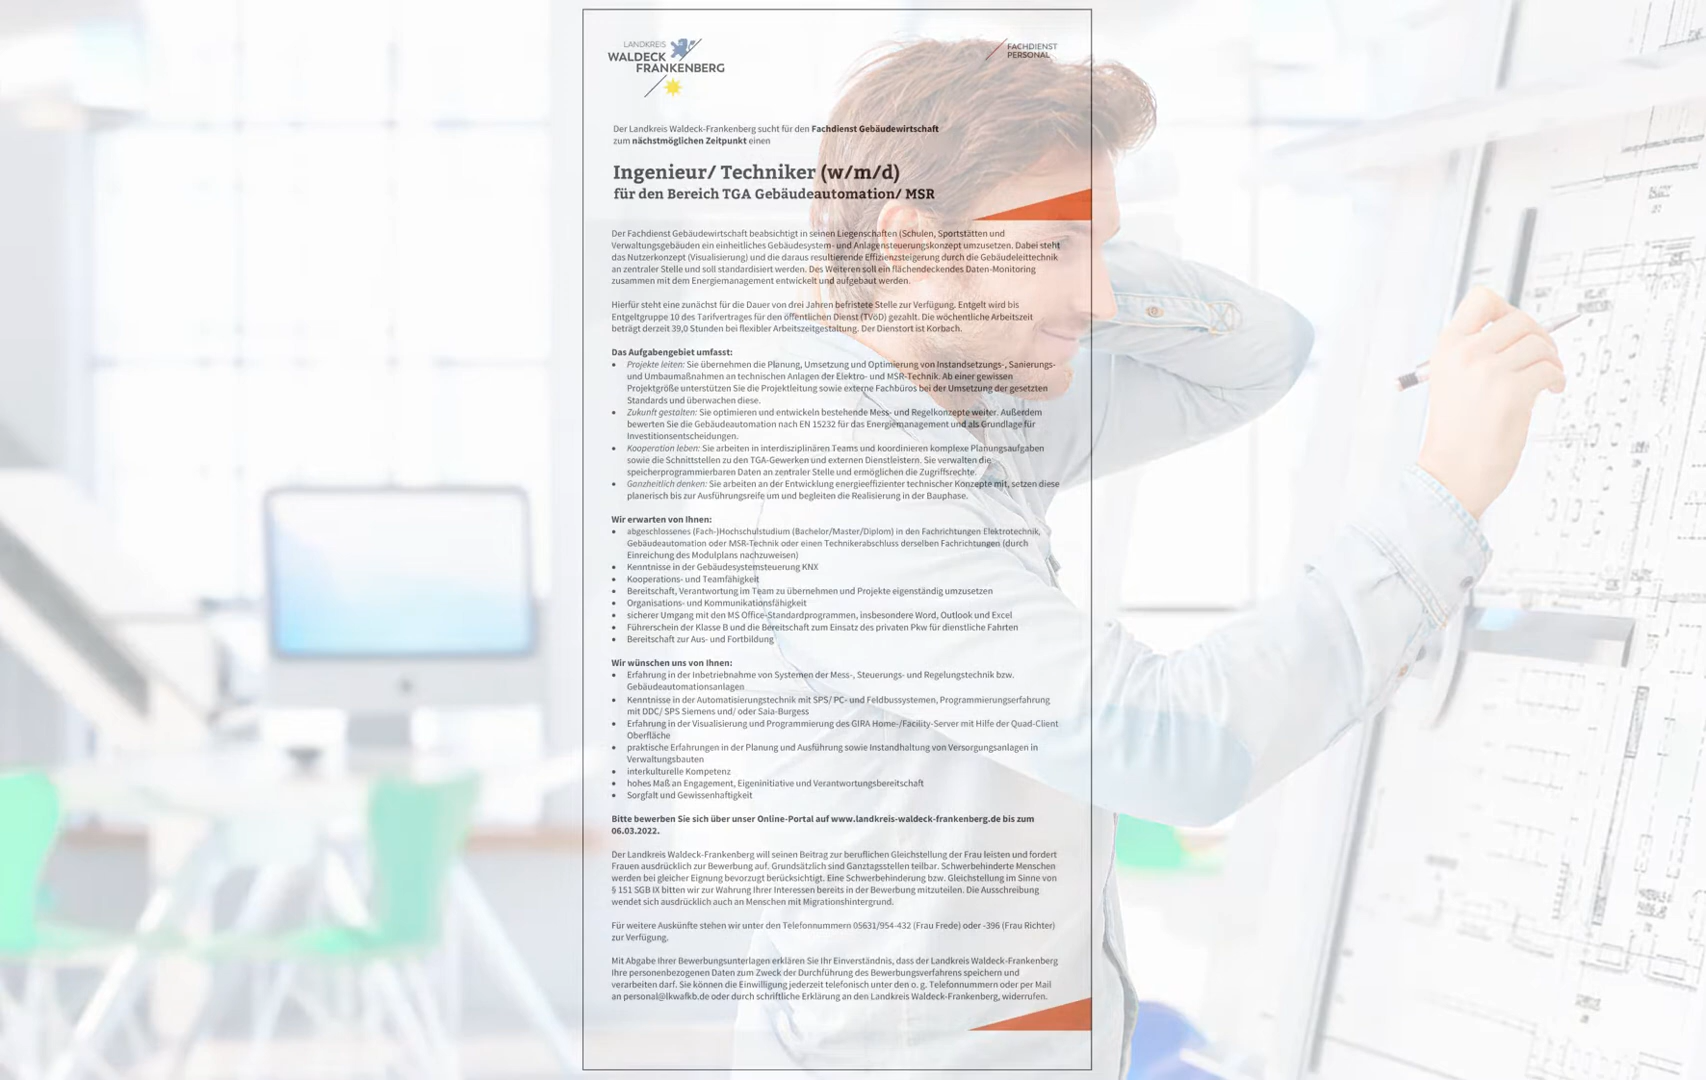 LANDKREIS
WALDECK
FRANKENBERG
FACHDIENST
PERSONAL
Der Landkreis Waldeck-Frankenberg sucht für den Fachdienst Gebäudewirtschaft
zum nächstmöglichen Zeitpunkt einen
Ingenieur/ Techniker (w/m/d)
für den Bereich TGA Gebäudeautomation/ MSR
Der Fachdienst Gebäudewirtschaft beabsichtigt in seinen Liegenschaften (Schulen, Sportstätten und
Verwaltungsgebäuden ein einheitliches Gebäudesystem- und Anlagensteuerungskonzept umzusetzen. Dabei steht
das Nutzerkonzept (Visualisierung) und die daraus resultierende Effizienzsteigerung durch die Gebäudeleittechnik
an zentraler Stelle und soll standardisiert werden. Des Weiteren soll ein flächendeckendes Daten-Monitoring
zusammen mit dem Energiemanagement entwickelt und aufgebaut werden.
Hierfür steht eine zunächst für die Dauer von drei Jahren befristete Stelle zur Verfügung. Entgelt wird bis
Entgeltgruppe 10 des Tarifvertrages für den öffentlichen Dienst (TVöD) gezahlt. Die wöchentliche Arbeitszeit
beträgt derzeit 39,0 Stunden bei flexibler Arbeitszeitgestaltung. Der Dienstort ist Korbach.
Das Aufgabengebiet umfasst:
• Projekte leiten: Sie übernehmen die Planung, Umsetzung und Optimierung von Instandsetzungs-, Sanierungs-
und Umbaumaßnahmen an technischen Anlagen der Elektro- und MSR-Technik. Ab einer gewissen
Projektgröße unterstützen Sie die Projektleitung sowie externe Fachbüros bei der Umsetzung der gesetzten
Standards und überwachen diese.
• Zukunft gestalten: Sie optimieren und entwickeln bestehende Mess- und Regelkonzepte weiter. Außerdem
bewerten Sie die Gebäudeautomation nach EN 15232 für das Energiemanagement und als Grundlage für
Investitionsentscheidungen.
• Kooperation leben: Sie arbeiten in interdisziplinären Teams und koordinieren komplexe Planungsaufgaben
sowie die Schnittstellen zu den TGA-Gewerken und externen Dienstleistern. Sie verwalten die
speicherprogrammierbaren Daten an zentraler Stelle und ermöglichen die Zugriffsrechte.
• Ganzheitlich denken: Sie arbeiten an der Entwicklung energieeffizienter technischer Konzepte mit, setzen diese
planerisch bis zur Ausführungsreife um und begleiten die Realisierung in der Bauphase.
Wir erwarten von Ihnen:
• abgeschlossenes (Fach-)Hochschulstudium (Bachelor/Master/Diplom) in den Fachrichtungen Elektrotechnik,
Gebäudeautomation oder MSR-Technik oder einen Technikerabschluss derselben Fachrichtungen (durch
Einreichung des Modulplans nachzuweisen)
• Kenntnisse in der Gebäudesystemsteuerung KNX
• Kooperations- und Teamfähigkeit
• Bereitschaft, Verantwortung im Team zu übernehmen und Projekte eigenständig umzusetzen
• Organisations- und Kommunikationsfähigkeit
• sicherer Umgang mit den MS Office-Standardprogrammen, insbesondere Word, Outlook und Excel
• Führerschein der Klasse B und die Bereitschaft zum Einsatz des privaten Pkw für dienstliche Fahrten
• Bereitschaft zur Aus- und Fortbildung
Wir wünschen uns von Ihnen:
• Erfahrung in der Inbetriebnahme von Systemen der Mess-, Steuerungs- und Regelungstechnik bzw.
Gebäudeautomationsanlagen
• Kenntnisse in der Automatisierungstechnik mit SPS/ PC- und Feldbussystemen, Programmierungserfahrung
mit DDC/ SPS Siemens und/ oder Saia-Burgess
• Erfahrung in der Visualisierung und Programmierung des GIRA Home-/Facility-Server mit Hilfe der Quad-Client
Oberfläche
• praktische Erfahrungen in der Planung und Ausführung sowie Instandhaltung von Versorgungsanlagen in
Verwaltungsbauten
• interkulturelle Kompetenz
• hohes Maß an Engagement, Eigeninitiative und Verantwortungsbereitschaft
• Sorgfalt und Gewissenhaftigkeit
Bitte bewerben Sie sich über unser Online-Portal auf www.landkreis-waldeck-frankenberg.de bis zum
06.03.2022.
Der Landkreis Waldeck-Frankenberg will seinen Beitrag zur beruflichen Gleichstellung der Frau leisten und fordert
Frauen ausdrücklich zur Bewerbung auf. Grundsätzlich sind Ganztagsstellen teilbar. Schwerbehinderte Menschen
werden bei gleicher Eignung bevorzugt berücksichtigt. Eine Schwerbehinderung bzw. Gleichstellung im Sinne von
§ 151 SGB IX bitten wir zur Wahrung Ihrer Interessen bereits in der Bewerbung mitzuteilen. Die Ausschreibung
wendet sich ausdrücklich auch an Menschen mit Migrationshintergrund.
Für weitere Auskünfte stehen wir unter den Telefonnummern 05631/954-432 (Frau Frede) oder -396 (Frau Richter)
zur Verfügung.
Mit Abgabe Ihrer Bewerbungsunterlagen erklären Sie Ihr Einverständnis, dass der Landkreis Waldeck-Frankenberg
Ihre personenbezogenen Daten zum Zweck der Durchführung des Bewerbungsverfahrens speichern und
verarbeiten darf. Sie können die Einwilligung jederzeit telefonisch unter den o. g. Telefonnummern oder per Mail
an personal@lkwafkb.de oder durch schriftliche Erklärung an den Landkreis Waldeck-Frankenberg, widerrufen.